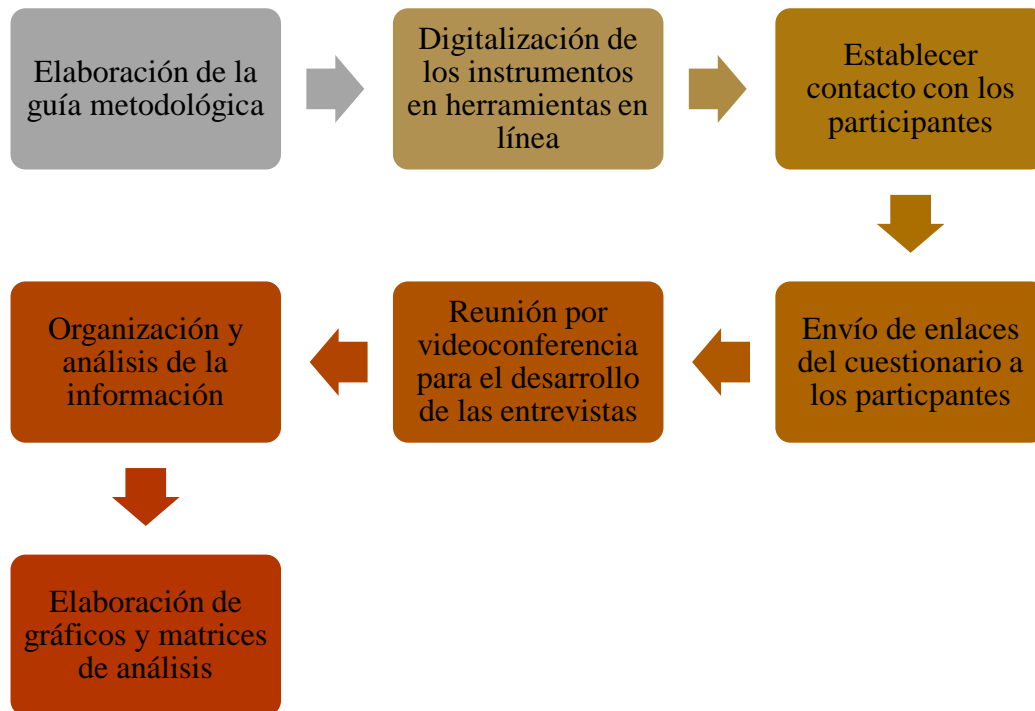 Elaboración de la
guía metodológica
Digitalización de
los instrumentos
en herramientas en
línea
Establecer
contacto con los
participantes
Envío de enlaces
del cuestionario a
los particpantes
Reunión por
videoconferencia
para el desarrollo
de las entrevistas
Organización y
análisis de la
información
Elaboración de
gráficos y matrices
de análisis